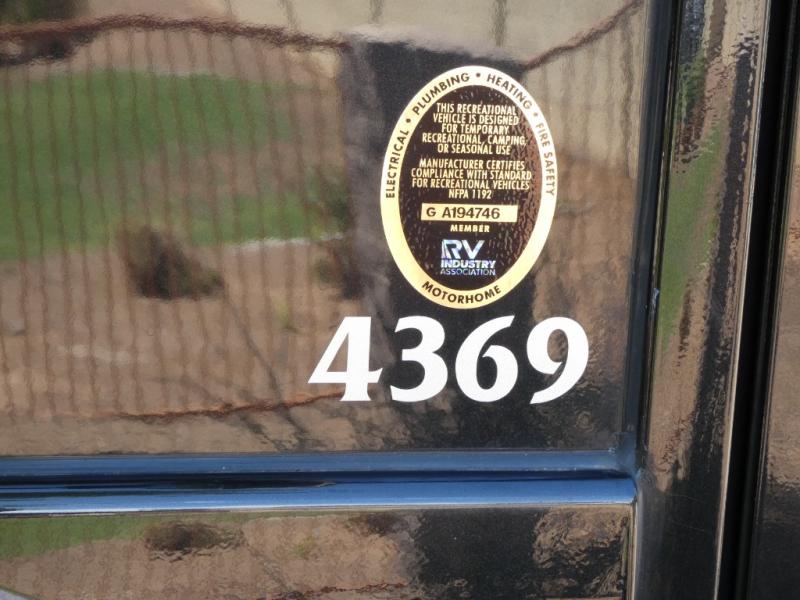 ELECTRICAL • PLUMBING • HEATING • FIRE SAFETY
THIS RECREATIONAL
VEHICLE IS DESIGNED
FOR TEMPORARY
RECREATIONAL, CAMPING,
OR SEASONAL USE
MANUFACTURER CERTIFIES
COMPLIANCE WITH STANDARD
FOR RECREATIONAL VEHICLES
NFPA 1192
G A194746
MEMBER
RV
INDUSTRY
ASSOCIATION
MOTORHOME
4369